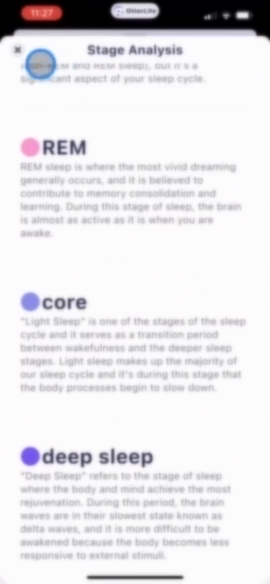 11:27
OtterLife
Stage Analysis
and REM sleep), but it's a
significant aspect of your sleep cycle.
REM
REM sleep is where the most vivid dreaming
generally occurs, and it is believed to
contribute to memory consolidation and
learning. During this stage of sleep, the brain
is almost as active as it is when you are
awake.
core
"Light Sleep" is one of the stages of the sleep
cycle and it serves as a transition period
between wakefulness and the deeper sleep
stages. Light sleep makes up the majority of
our sleep cycle and it's during this stage that
the body processes begin to slow down.
deep sleep
"Deep Sleep" refers to the stage of sleep
where the body and mind achieve the most
rejuvenation. During this period, the brain
waves are in their slowest state known as
delta waves, and it is more difficult to be
awakened because the body becomes less
responsive to external stimuli.